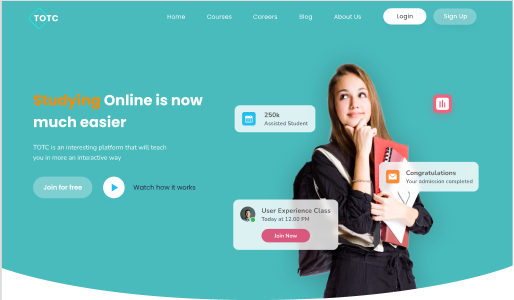 TOTC
Home
Courses
Careers
Blog
About Us
Login
Sign Up
Studying Online is now
much easier
TOTC is an interesting platform that will teach
you in more an interactive way
Join for free
Watch how it works
250k
Assisted Student
Congratulations
Your admission completed
User Experience Class
Today at 12.00 PM
Join Now